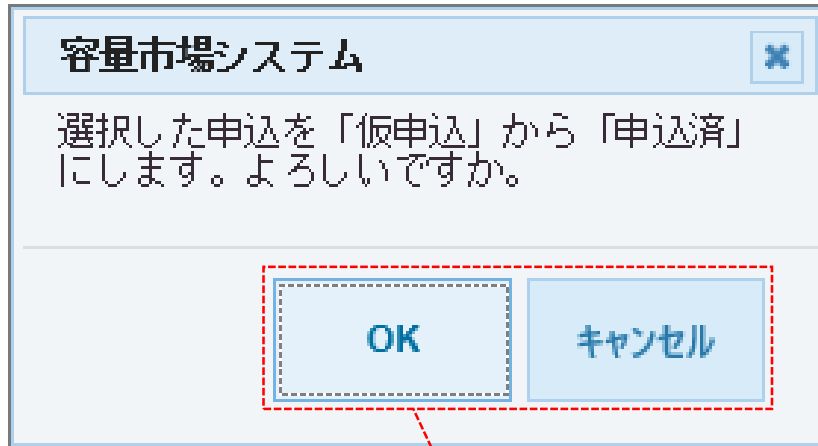 容量市場システム
選択した申込を「仮申込」から「申込済」
にします。よろしいですか。
OK
キャンセル